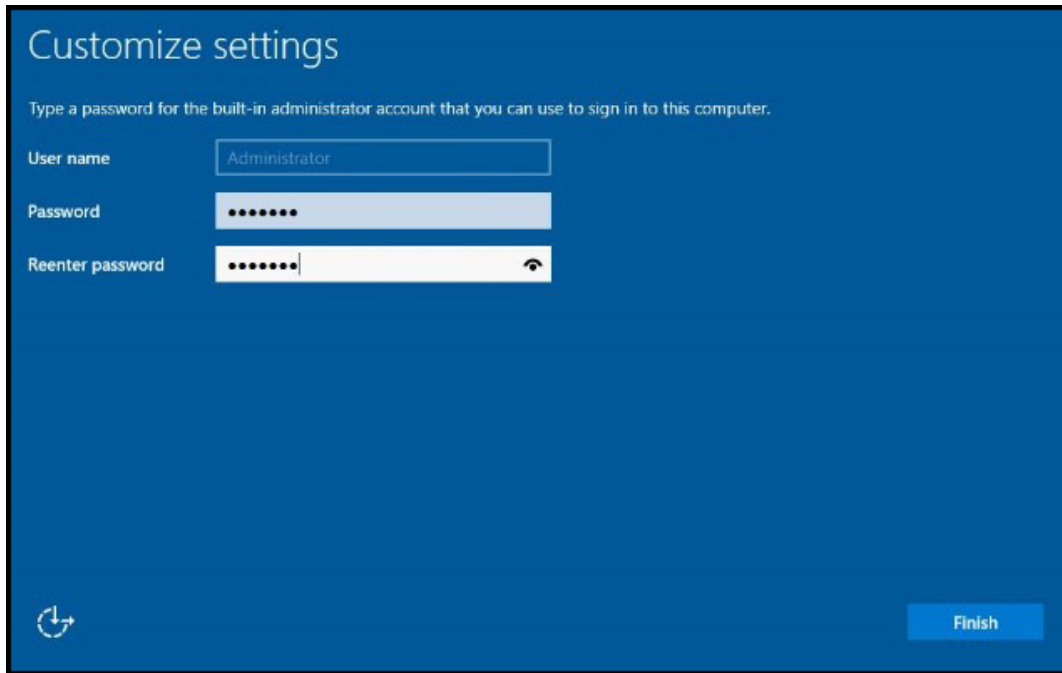 Customize settings
Type a password for the built-in administrator account that you can use to sign in to this computer.
User name Administrator
Password •••••••
Reenter password •••••••
Finish